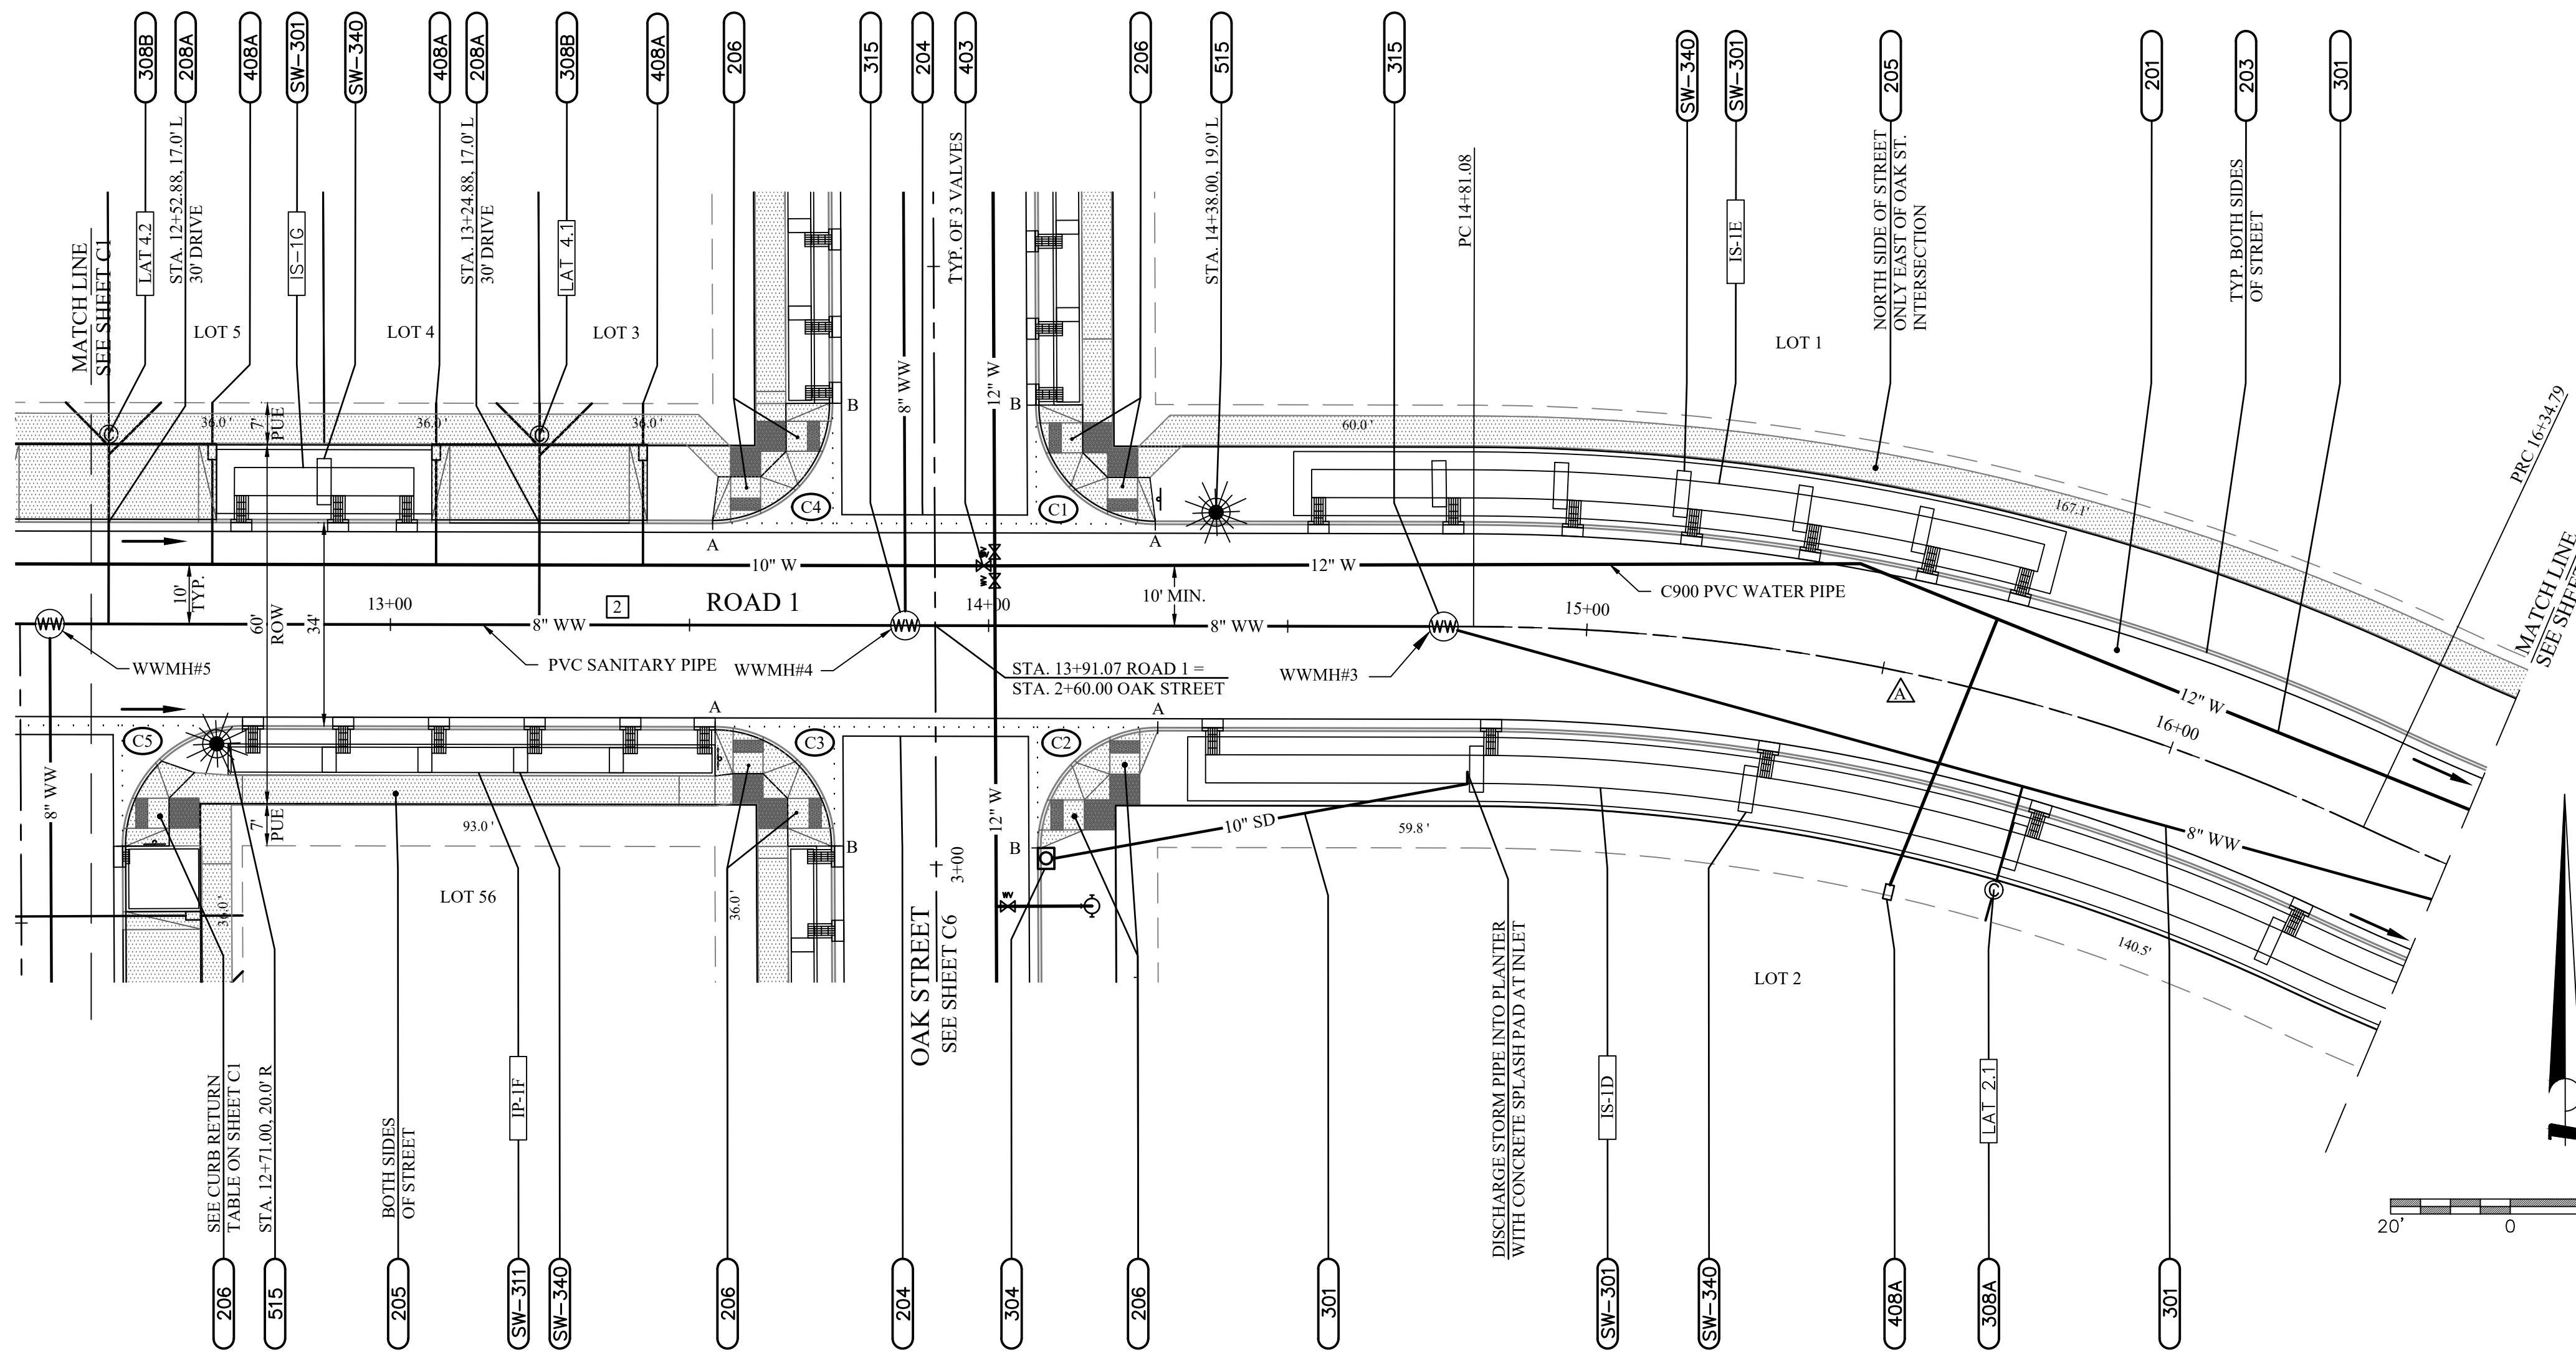 308B
208A
408A
SW-301
SW-340
408A
208A
308B
408A
206
315
204
403
206
515
315
SW-340
SW-301
205
201
203
301
MATCH LINE
SEE SHEET C1
LAT 4.2
STA. 12+52.88, 17.0' L
30' DRIVE
IS-1G
STA. 13+24.88, 17.0' L
30' DRIVE
LAT 4.1
TYP. OF 3 VALVES
STA. 14+38.00, 19.0' L
PC 14+81.08
IS-1E
NORTH SIDE OF STREET
ONLY EAST OF OAK ST.
INTERSECTION
TYP. BOTH SIDES
OF STREET
PRC 16+34.79
MATCH LINE
LOT 5
LOT 4
LOT 3
LOT 1
8" WW
12" W
B
B
36.0'
7'
PUE
36.0'
36.0'
60.0'
167.1'
C
C
C4
C1
A
A
10" W
WV
WV
12" W
C900 PVC WATER PIPE
10'
TYP.
13+00
2
ROAD 1
14+00
10' MIN.
15+00
60'
ROW
34'
WW
8" WW
WW
8" WW
WW
WWMH#5
PVC SANITARY PIPE
WWMH#4
STA. 13+91.07 ROAD 1 =
STA. 2+60.00 OAK STREET
WWMH#3
A
12" W
16+00
A
A
C5
C3
C2
8" WW
7'
PUE
93.0'
12" W
10" SD
59.8'
8" WW
B
B
3+00
WV
LOT 56
36.0'
36.0'
C
140.5'
LOT 2
OAK STREET
SEE SHEET C6
DISCHARGE STORM PIPE INTO PLANTER
WITH CONCRETE SPLASH PAD AT INLET
SEE CURB RETURN
TABLE ON SHEET C1
STA. 12+71.00, 20.0' R
BOTH SIDES
OF STREET
IP-1F
IS-1D
LAT 2.1
20'
0
206
515
205
SW-311
SW-340
206
204
304
206
301
SW-301
SW-340
408A
308A
301